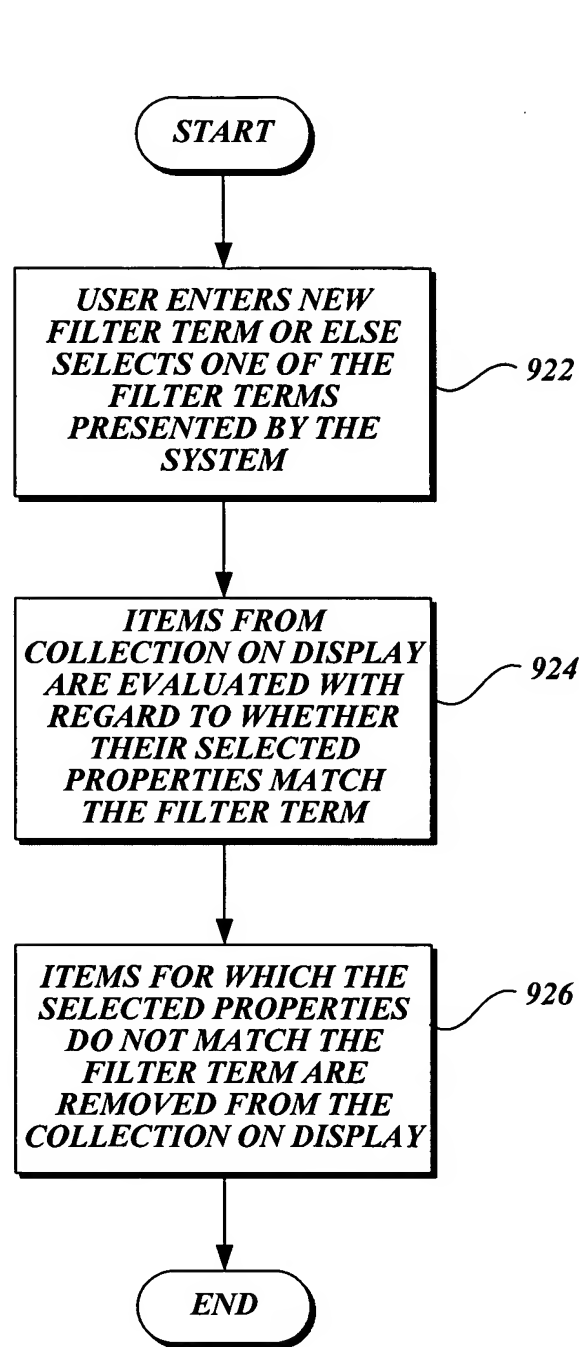 START
USER ENTERS NEW
FILTER TERM OR ELSE
SELECTS ONE OF THE
FILTER TERMS
PRESENTED BY THE
SYSTEM
922
ITEMS FROM
COLLECTION ON DISPLAY
ARE EVALUATED WITH
REGARD TO WHETHER
THEIR SELECTED
PROPERTIES MATCH
THE FILTER TERM
924
ITEMS FOR WHICH THE
SELECTED PROPERTIES
DO NOT MATCH THE
FILTER TERM ARE
REMOVED FROM THE
COLLECTION ON DISPLAY
926
END